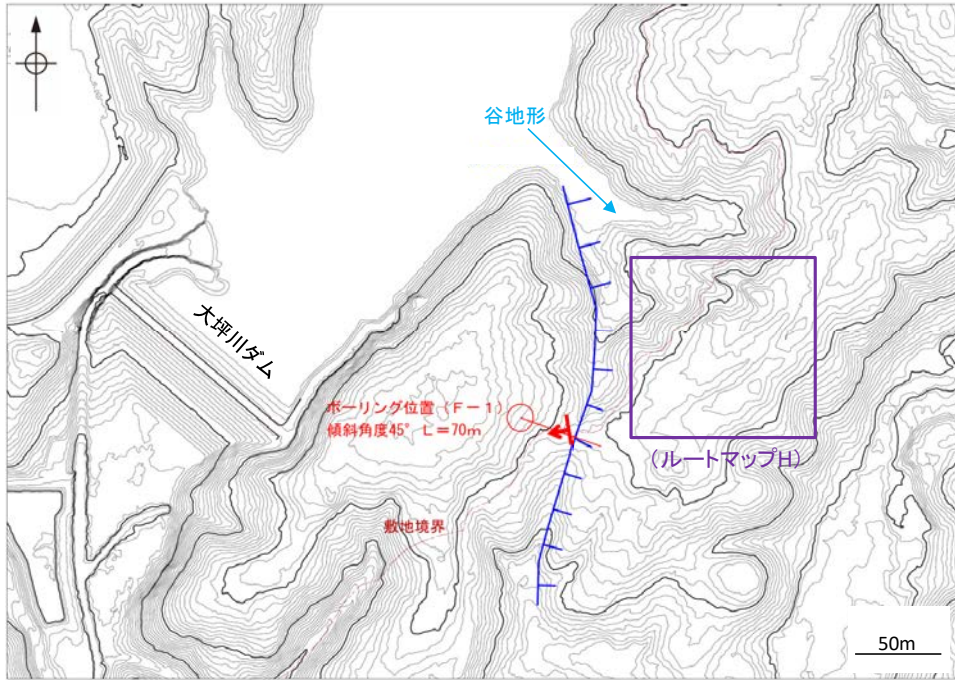 谷地形
大坪川ダム
ボーリング位置(F-1)
傾斜角度45° L=70m
(ルートマップH)
敷地境界
50m